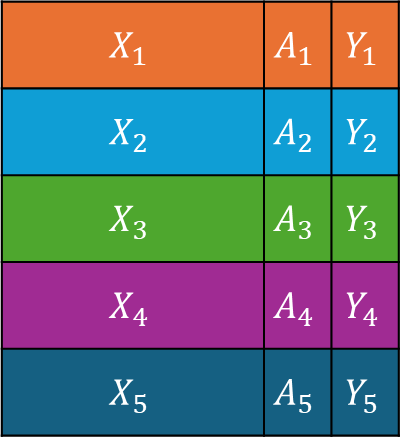 X₁ A₁ Y₁
X₂ A₂ Y₂
X₃ A₃ Y₃
X₄ A₄ Y₄
X₅ A₅ Y₅